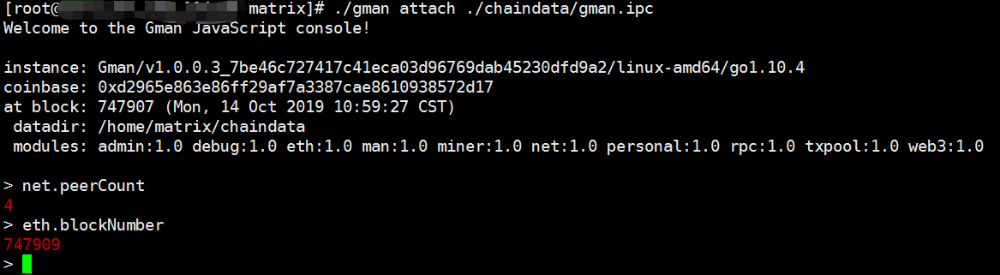 [root@ matrix]# ./gman attach ./chaindata/gman.ipc
Welcome to the Gman JavaScript console!
instance: Gman/v1.0.0.3_7be46c727417c41eca03d96769dab45230dfd9a2/linux-amd64/go1.10.4
coinbase: 0xd2965e863e86ff29af7a3387cae8610938572d17
at block: 747907 (Mon, 14 Oct 2019 10:59:27 CST)
datadir: /home/matrix/chaindata
modules: admin:1.0 debug:1.0 eth:1.0 man:1.0 miner:1.0 net:1.0 personal:1.0 rpc:1.0 txpool:1.0 web3:1.0
> net.peerCount
4
> eth.blockNumber
747909
>